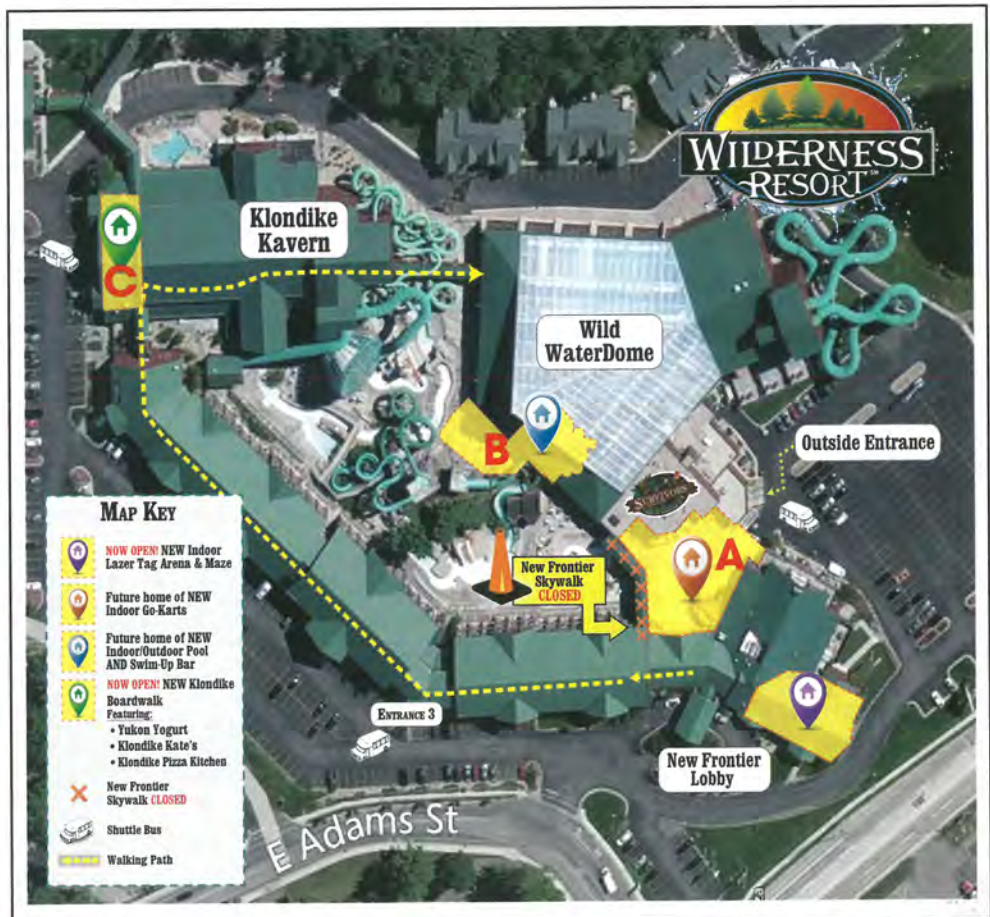 WILDERNESS
RESORT
SM
Klondike
Kavern
C
Wild
WaterDome
B
Outside Entrance
SURVIVORS
A
New Frontier
Skywalk
CLOSED
MAP KEY
NOW OPEN! NEW Indoor
Lazer Tag Arena & Maze
Future home of NEW
Indoor Go-Karts
Future home of NEW
Indoor/Outdoor Pool
AND Swim-Up Bar
NOW OPEN! NEW Klondike
Boardwalk
Featuring:
• Yukon Yogurt
• Klondike Kate's
• Klondike Pizza Kitchen
New Frontier
Skywalk CLOSED
Shuttle Bus
Walking Path
ENTRANCE 3
New Frontier
Lobby
E Adams St